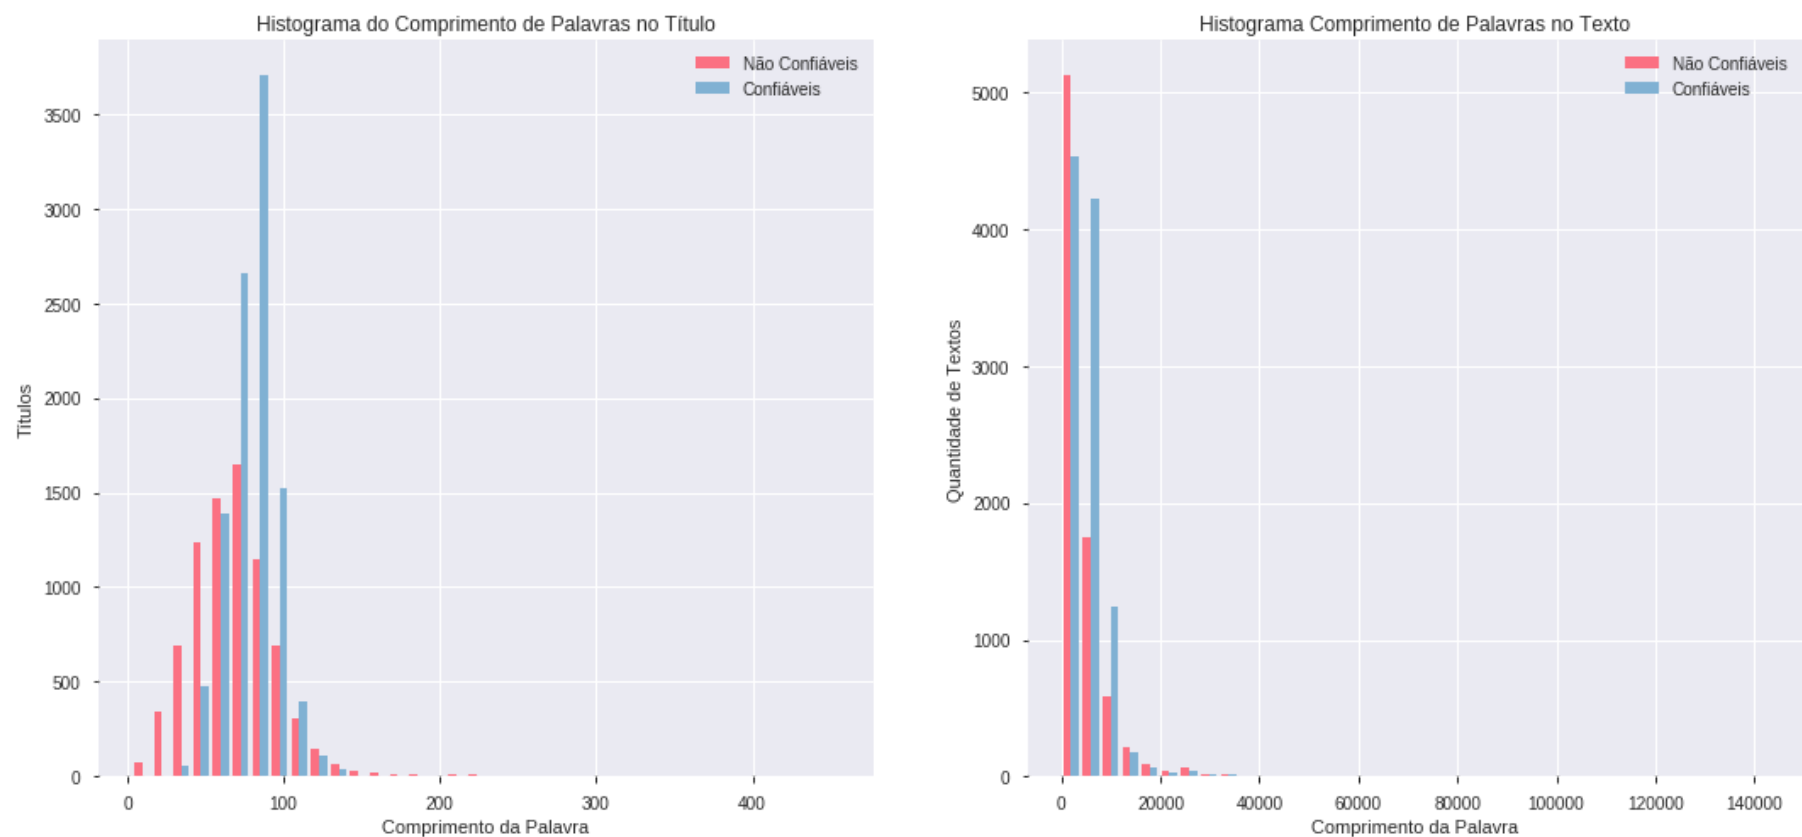 Histograma do Comprimento de Palavras no Título
Não Confiáveis
Confiáveis
3500
3000
2500
2000
1500
1000
500
0
Títulos
0 100 200 300 400
Comprimento da Palavra
Histograma Comprimento de Palavras no Texto
Não Confiáveis
Confiáveis
5000
4000
3000
2000
1000
0
Quantidade de Textos
0 20000 40000 60000 80000 100000 120000 140000
Comprimento da Palavra